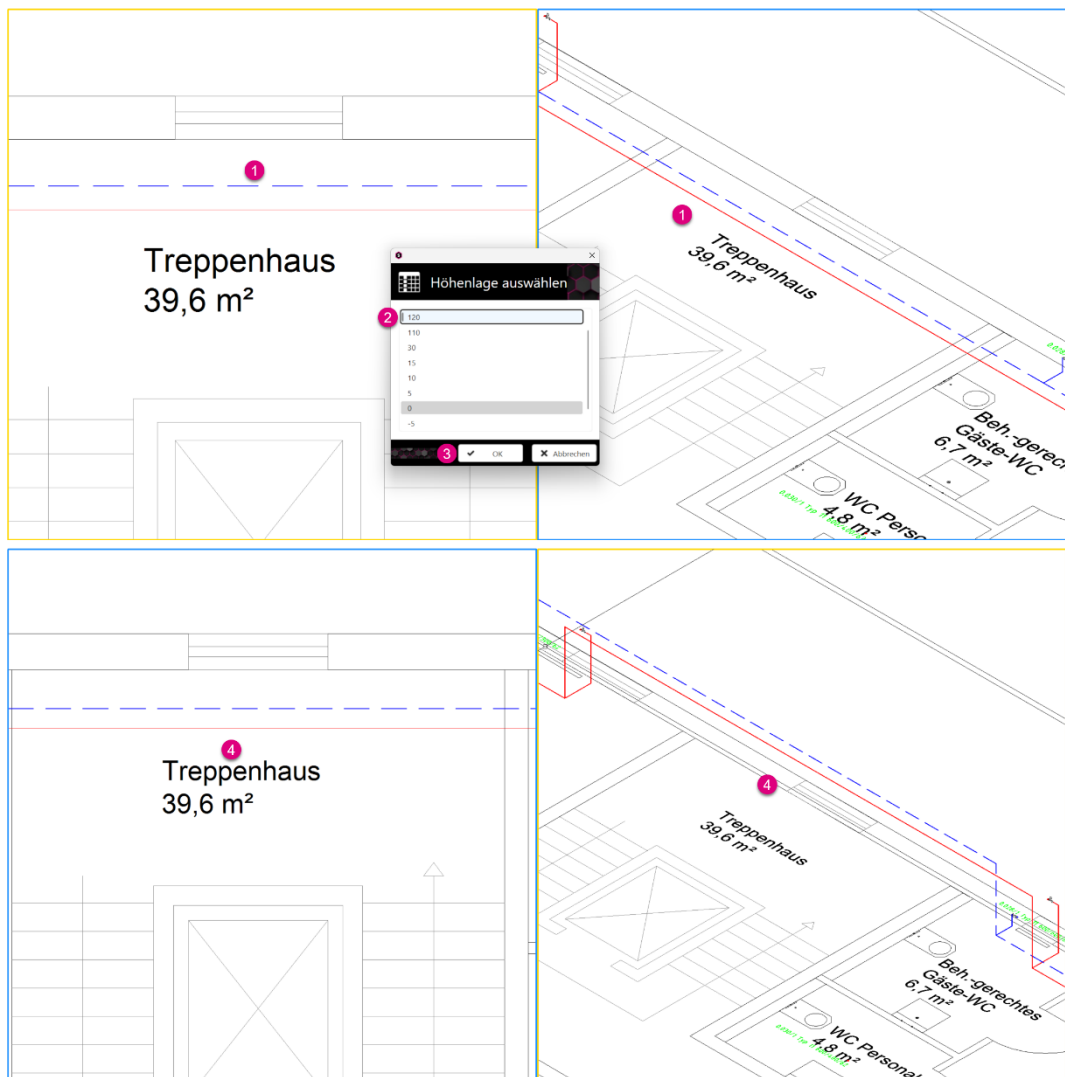 1
Treppenhaus
39,6 m²
1
Treppenhaus
39,6 m²
Beh.-gerech
Gäste-WC
6,7 m²
WC Perso
4,8 m²
Höhenlage auswählen
2
120
110
30
15
10
5
0
-5
3
OK
Abbrechen
4
Treppenhaus
39,6 m²
4
Treppenhaus
39,6 m²
Beh.-gerechtes
Gäste-WC
6,7 m²
WC Personal
4,8 m²